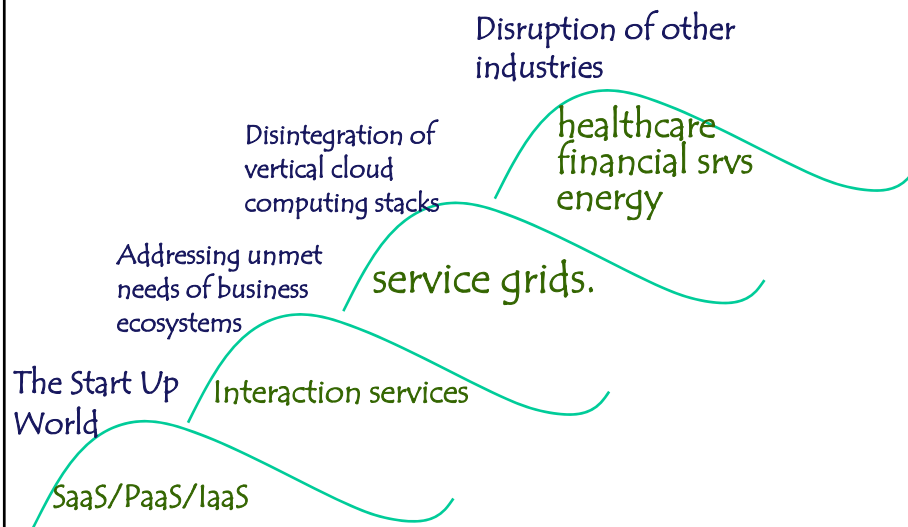 Disruption of other
industries
healthcare
financial srvs
energy
Disintegration of
vertical cloud
computing stacks
service grids.
Addressing unmet
needs of business
ecosystems
Interaction services
The Start Up
World
SaaS/PaaS/IaaS